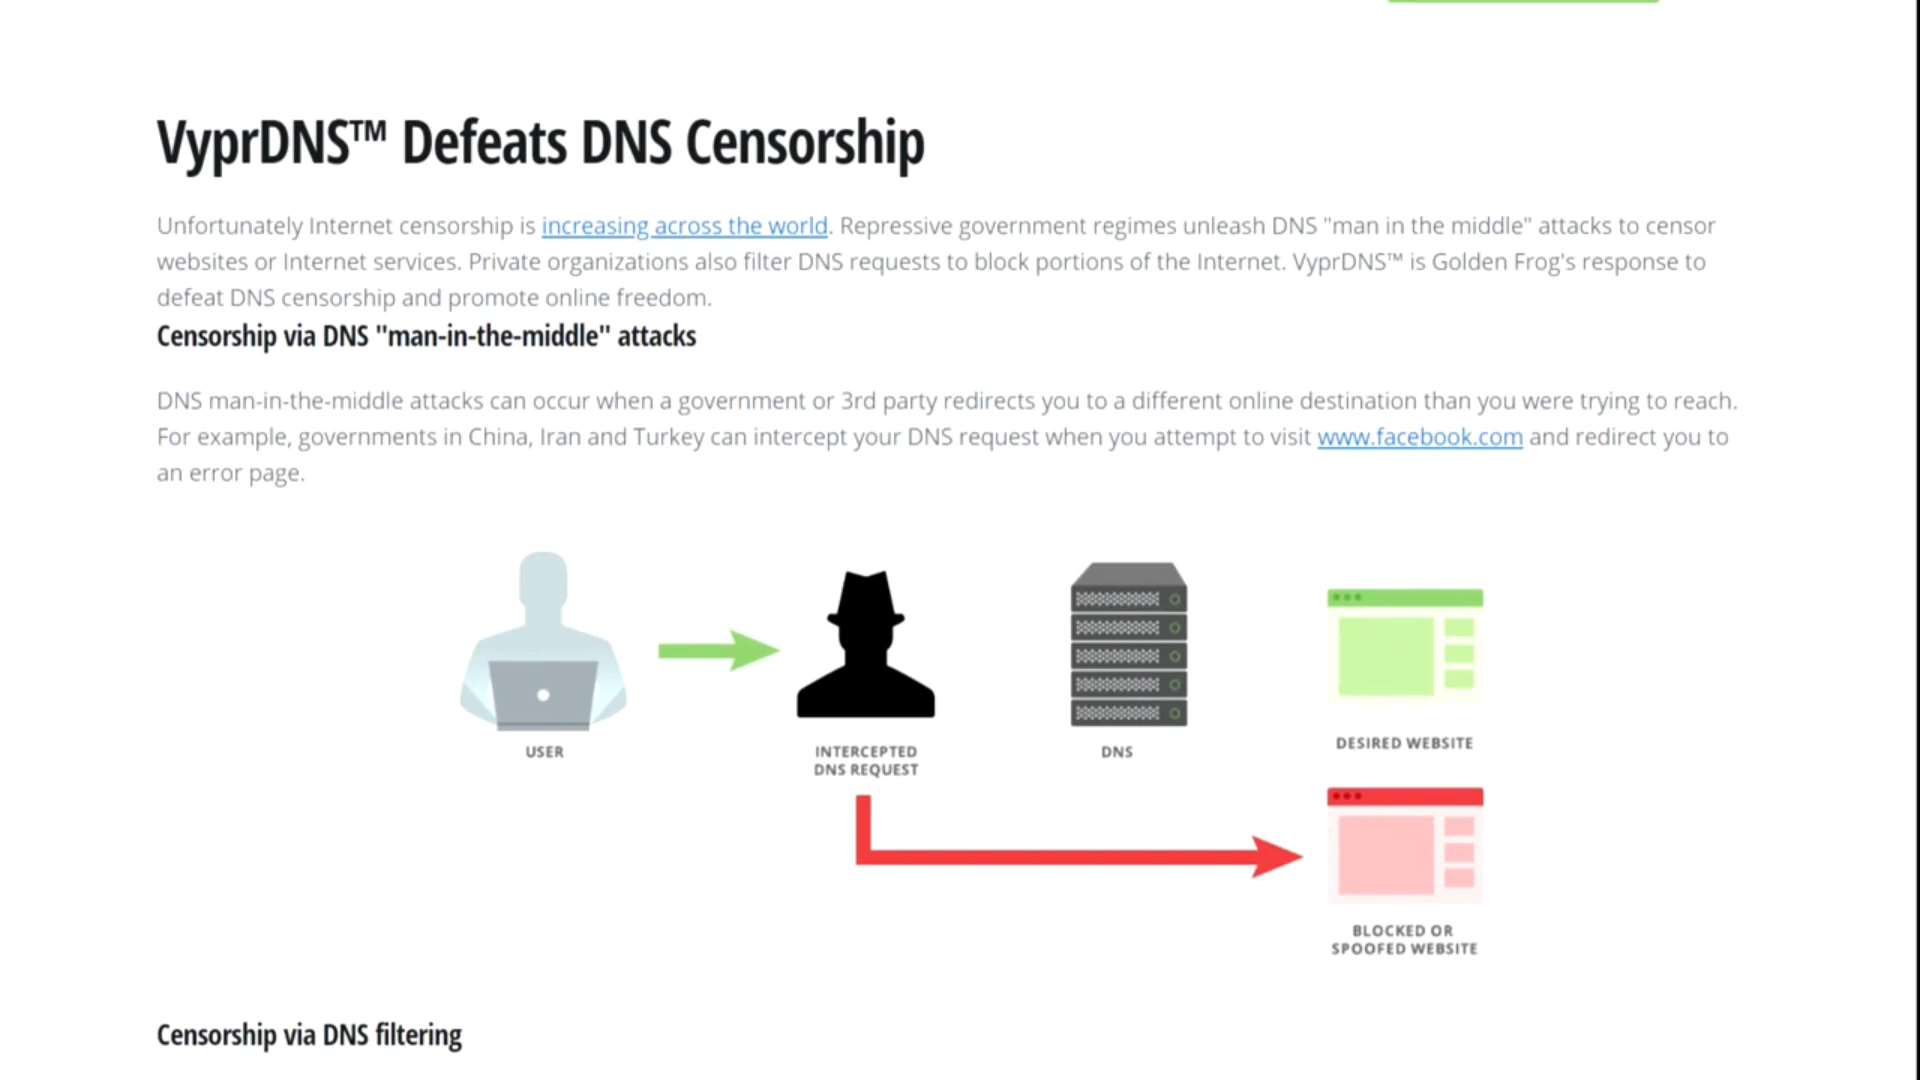 VyprDNS™ Defeats DNS Censorship
Unfortunately Internet censorship is increasing across the world. Repressive government regimes unleash DNS "man in the middle" attacks to censor
websites or Internet services. Private organizations also filter DNS requests to block portions of the Internet. VyprDNS™ is Golden Frog's response to
defeat DNS censorship and promote online freedom.
Censorship via DNS "man-in-the-middle" attacks
DNS man-in-the-middle attacks can occur when a government or 3rd party redirects you to a different online destination than you were trying to reach.
For example, governments in China, Iran and Turkey can intercept your DNS request when you attempt to visit www.facebook.com and redirect you to
an error page.
USER
INTERCEPTED
DNS REQUEST
DNS
DESIRED WEBSITE
BLOCKED OR
SPOOFED WEBSITE
Censorship via DNS filtering